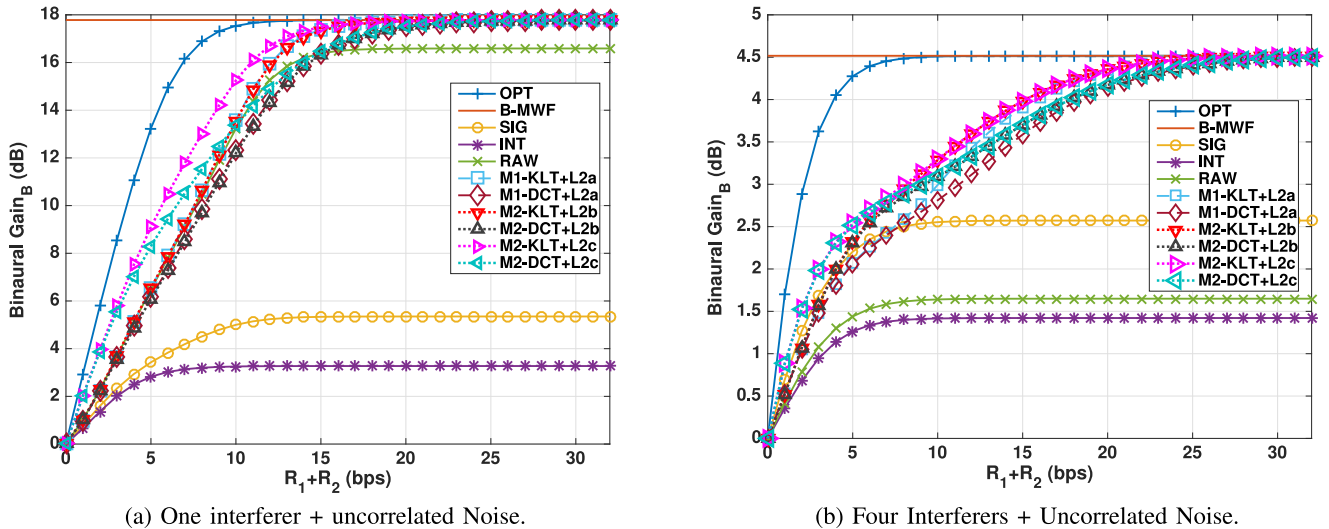 18
16
14
12
10
8
6
4
2
0
Binaural Gain_B (dB)
OPT
B-MWF
SIG
INT
RAW
M1-KLT+L2a
M1-DCT+L2a
M2-KLT+L2b
M2-DCT+L2b
M2-KLT+L2c
M2-DCT+L2c
0 5 10 15 20 25 30
R_1+R_2 (bps)
(a) One interferer + uncorrelated Noise.
5
4.5
4
3.5
3
2.5
2
1.5
1
0.5
0
Binaural Gain_B (dB)
OPT
B-MWF
SIG
INT
RAW
M1-KLT+L2a
M1-DCT+L2a
M2-KLT+L2b
M2-DCT+L2b
M2-KLT+L2c
M2-DCT+L2c
0 5 10 15 20 25 30
R_1+R_2 (bps)
(b) Four Interferers + Uncorrelated Noise.